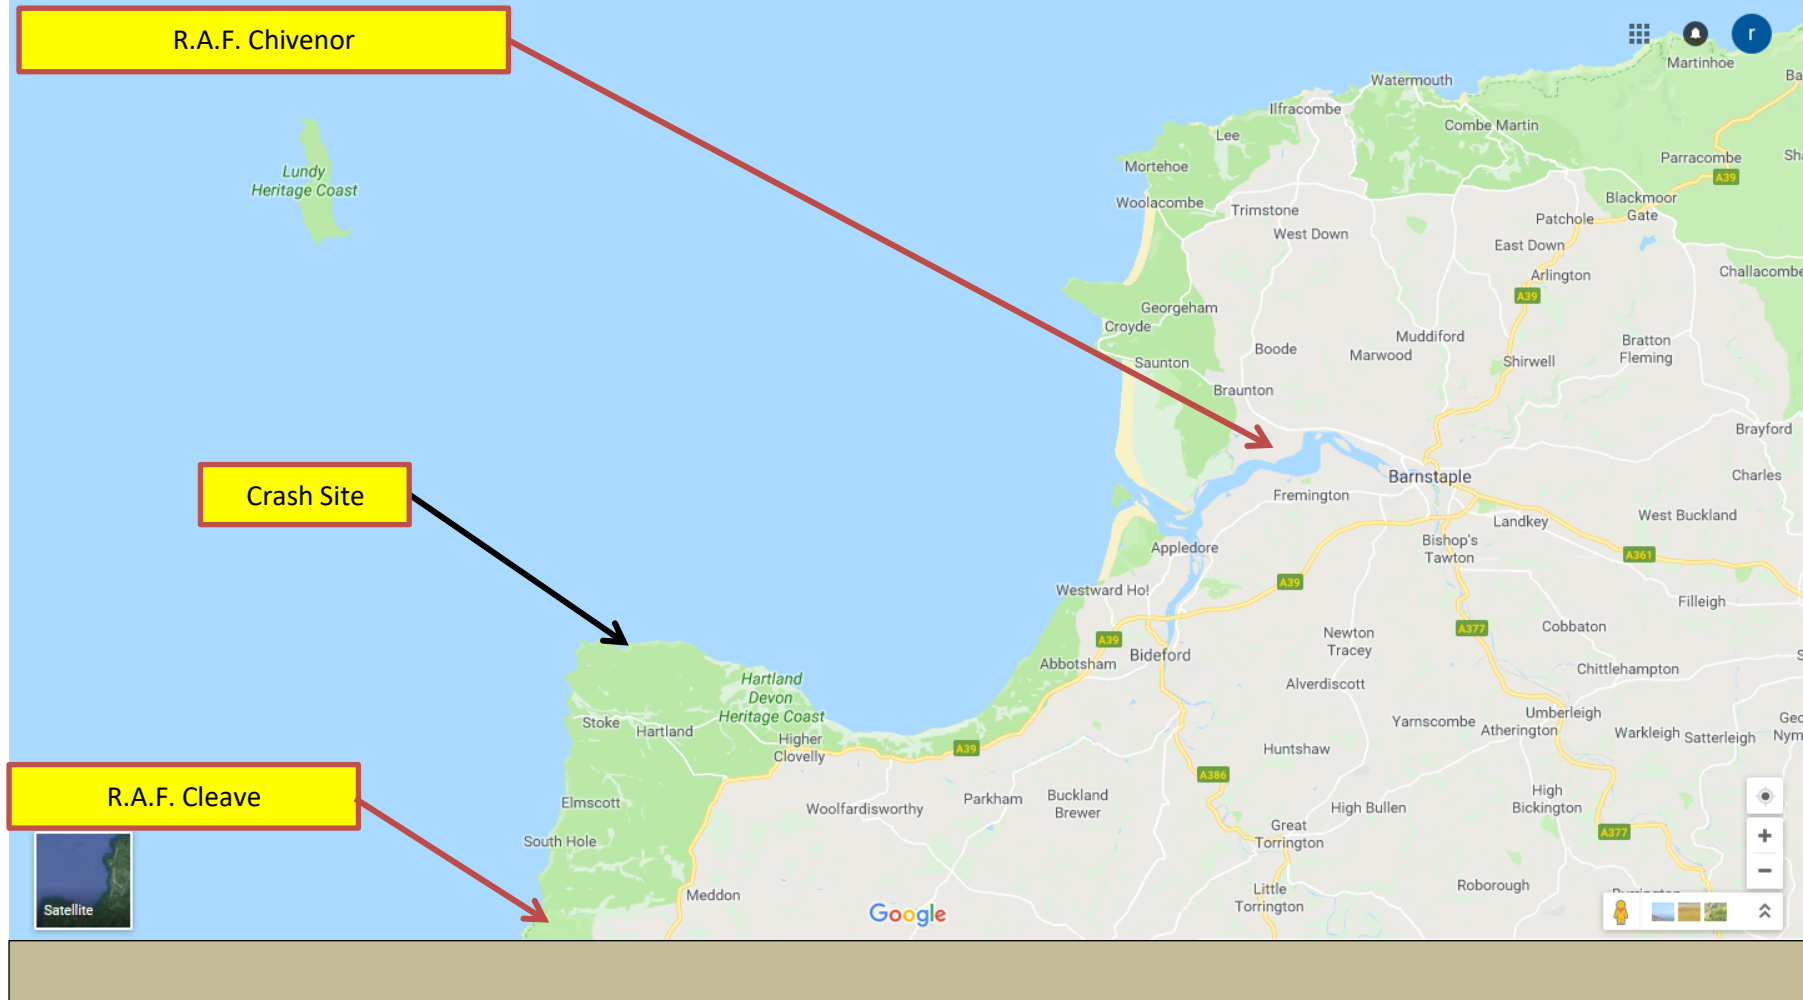 R.A.F. Chivenor
r
Martinhoe
Ba
Watermouth
Ilfracombe
Combe Martin
Lee
Parracombe
Sh
Mortehoe
A39
Lundy
Heritage Coast
Blackmoor
Gate
Woolacombe
Trimstone
Patchole
West Down
East Down
Arlington
Challacombe
A39
Georgeham
Croyde
Muddiford
Bratton
Fleming
Boode
Marwood
Shirwell
Saunton
Braunton
Brayford
Barnstaple
Charles
Crash Site
Fremington
West Buckland
Landkey
Bishop's
Tawton
Appledore
A361
A39
Westward Ho!
Filleigh
A377
Cobbaton
Newton
Tracey
A39
Bideford
Abbotsham
Chittlehampton
S
Hartland
Devon
Heritage Coast
Alverdiscott
Umberleigh
Yarnscombe
Atherington
Warkleigh
Satterleigh
Geo
Nym
Stoke
Hartland
Higher
Clovelly
A39
Huntshaw
A386
R.A.F. Cleave
Elmscott
Woolfardisworthy
Parkham
Buckland
Brewer
High Bullen
High
Bickington
Great
Torrington
A377
South Hole
Meddon
Little
Torrington
Roborough
Satellite
Google